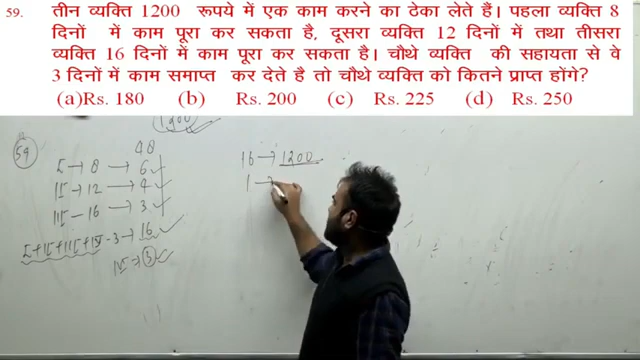 59. तीन व्यक्ति 1200 रूपये में एक काम करने का ठेका लेते हैं। पहला व्यक्ति 8
दिनों में काम पूरा कर सकता है, दूसरा व्यक्ति 12 दिनों में तथा तीसरा
व्यक्ति 16 दिनों में काम पूरा कर सकता है। चौथे व्यक्ति की सहायता से वे
3 दिनों में काम समाप्त कर देते है तो चौथे व्यक्ति को कितने प्राप्त होंगे?
(a)Rs. 180 (b) Rs. 200 (c) Rs. 225 (d) Rs. 250
1200
59
48
I → 8 → 6
II → 12 → 4
III - 16 → 3
I+II+III+IV - 3 → 16
IV → 3
16 → 1200
1 →